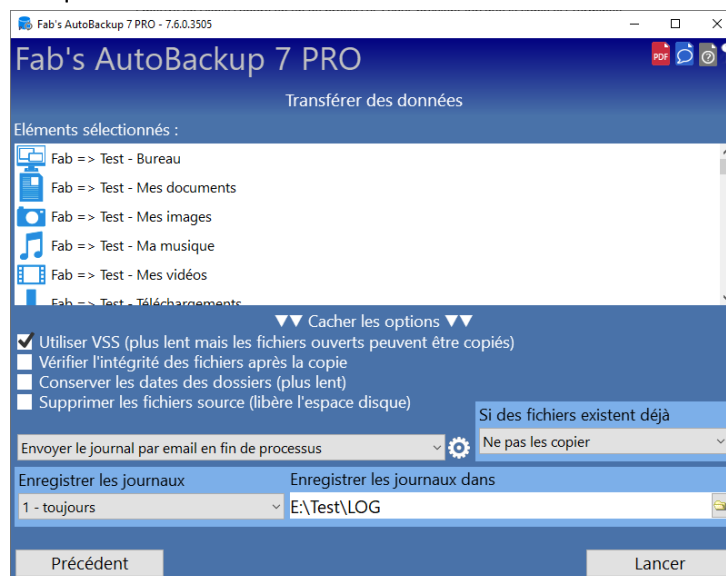 Fab's AutoBackup 7 PRO - 7.6.0.3505
Fab's AutoBackup 7 PRO
PDF
?
Transférer des données
Eléments sélectionnés :
Fab => Test - Bureau
Fab => Test - Mes documents
Fab => Test - Mes images
Fab => Test - Ma musique
Fab => Test - Mes vidéos
Fab => Test - Téléchargements
▼▼ Cacher les options ▼▼
Utiliser VSS (plus lent mais les fichiers ouverts peuvent être copiés)
Vérifier l'intégrité des fichiers après la copie
Conserver les dates des dossiers (plus lent)
Supprimer les fichiers source (libère l'espace disque)
Si des fichiers existent déjà
Envoyer le journal par email en fin de processus
Ne pas les copier
Enregistrer les journaux
Enregistrer les journaux dans
1 - toujours
E:\Test\LOG
Précédent
Lancer